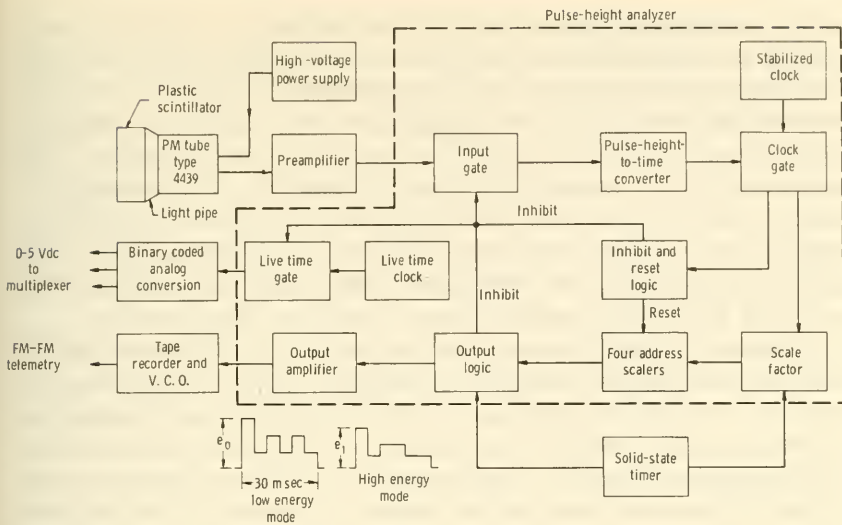 Pulse-height analyzer
High-voltage
power supply
Stabilized
clock
Plastic
scintillator
PM tube
type
4439
Preamplifier
Input
gate
Pulse-height-
to-time
converter
Clock
gate
Light pipe
Inhibit
0-5 Vdc
to
multiplexer
Binary coded
analog
conversion
Live time
gate
Live time
clock
Inhibit
Inhibit and
reset
logic
Reset
FM-FM
telemetry
Tape
recorder and
V. C. O.
Output
amplifier
Output
logic
Four address
scalers
Scale
factor
e0
30 msec
low energy
mode
e1
High energy
mode
Solid-state
timer